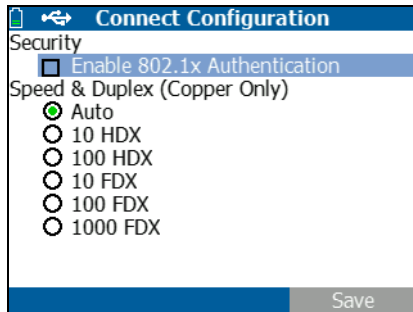 Connect Configuration
Security
Enable 802.1x Authentication
Speed & Duplex (Copper Only)
Auto
10 HDX
100 HDX
10 FDX
100 FDX
1000 FDX
Save